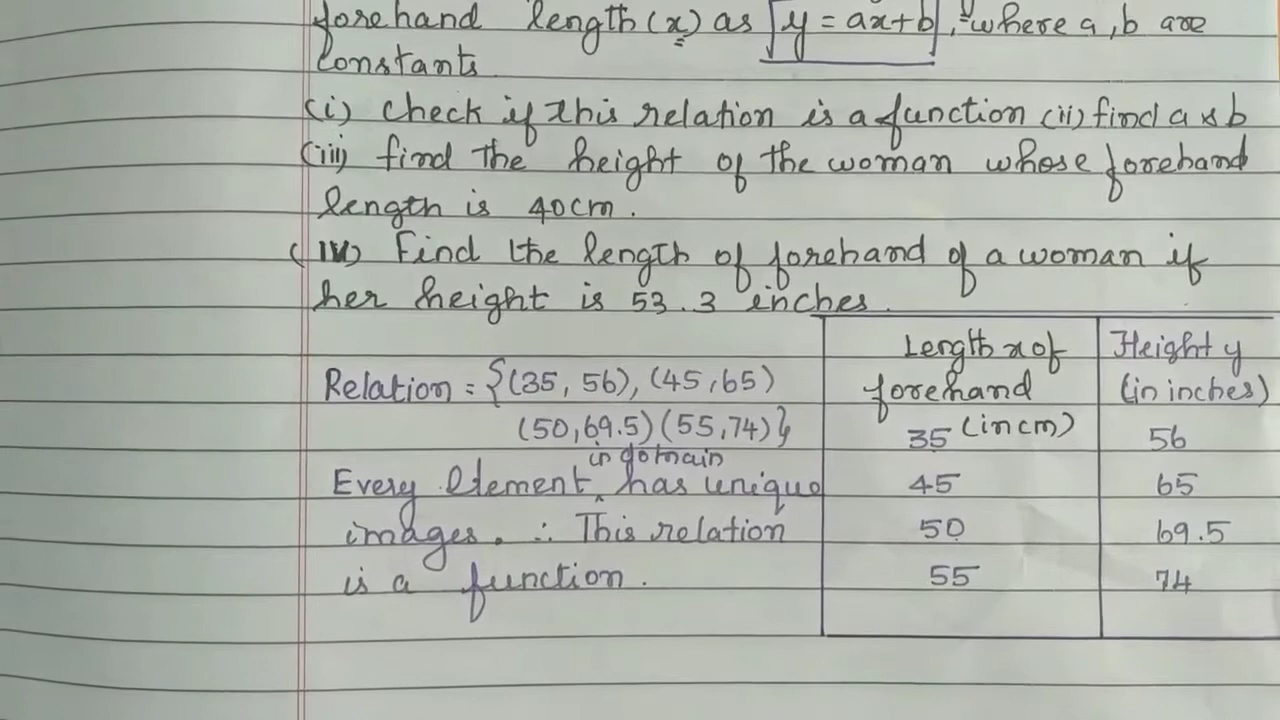 forehand length (x) as y = ax+b, where a, b are
constants
(i) check if this relation is a function (ii) find a & b
(iii) find the height of the woman whose forehand
length is 40cm.
(iv) Find the length of forehand of a woman if
her height is 53.3 inches.
Relation = {(35, 56), (45, 65)
(50, 69.5) (55, 74)}
in domain
Every element ^ has unique
images. ∴ This relation
is a function.
Length x of forehand (in cm) Height y (in inches)
35 56
45 65
50 69.5
55 74